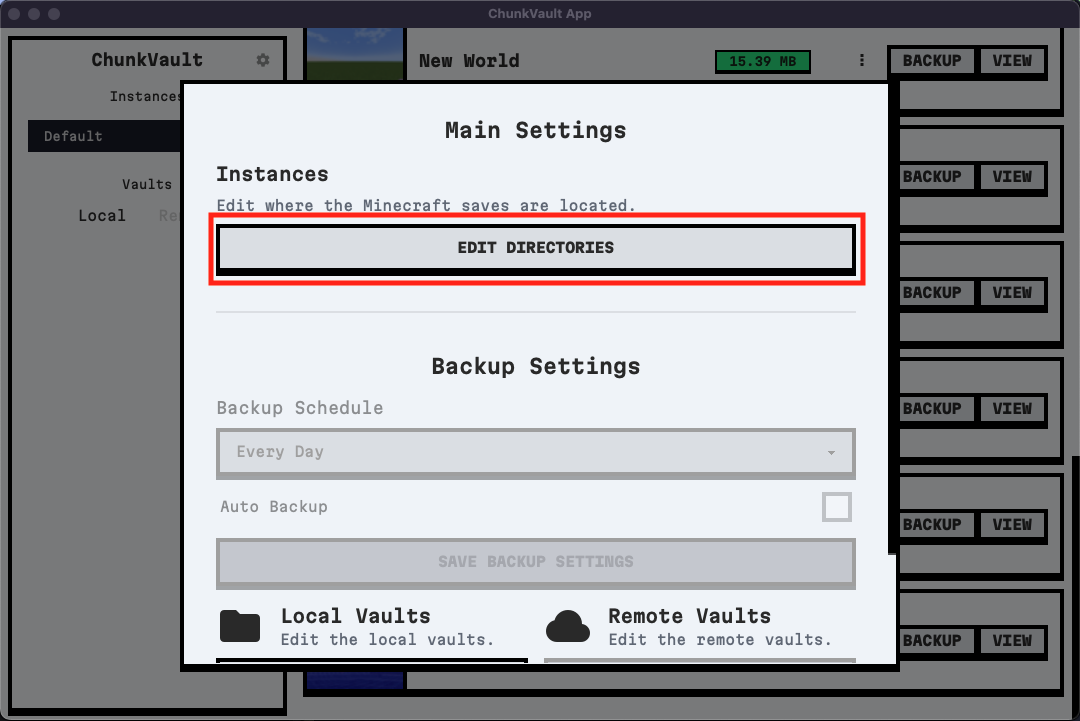 ChunkVault App
ChunkVault
Instances
Default
Vaults
Local
New World
15.39 MB
BACKUP VIEW
BACKUP VIEW
BACKUP VIEW
BACKUP VIEW
BACKUP VIEW
BACKUP VIEW
Main Settings
Instances
Edit where the Minecraft saves are located.
EDIT DIRECTORIES
Backup Settings
Backup Schedule
Every Day
Auto Backup
SAVE BACKUP SETTINGS
Local Vaults
Edit the local vaults.
Remote Vaults
Edit the remote vaults.